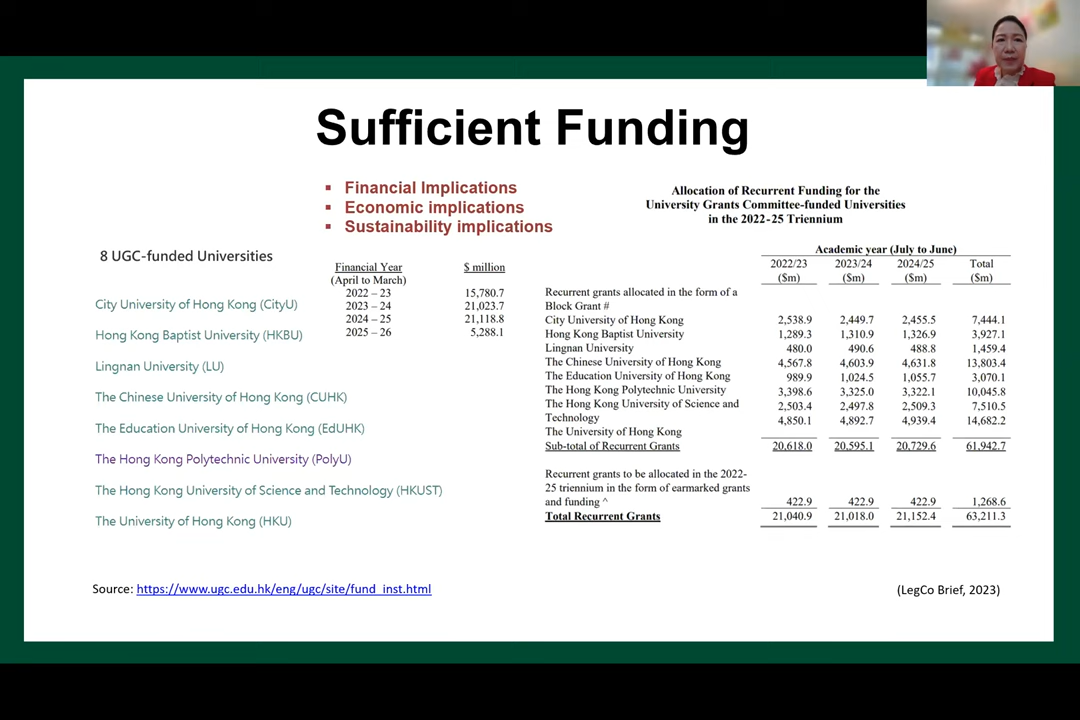 Sufficient Funding
▪ Financial Implications
▪ Economic implications
▪ Sustainability implications
8 UGC-funded Universities
City University of Hong Kong (CityU)
Hong Kong Baptist University (HKBU)
Lingnan University (LU)
The Chinese University of Hong Kong (CUHK)
The Education University of Hong Kong (EdUHK)
The Hong Kong Polytechnic University (PolyU)
The Hong Kong University of Science and Technology (HKUST)
The University of Hong Kong (HKU)
Financial Year $ million
(April to March)
2022 – 23 15,780.7
2023 – 24 21,023.7
2024 – 25 21,118.8
2025 – 26 5,288.1
Allocation of Recurrent Funding for the
University Grants Committee-funded Universities
in the 2022-25 Triennium
Academic year (July to June)
2022/23 2023/24 2024/25 Total
($m) ($m) ($m) ($m)
Recurrent grants allocated in the form of a
Block Grant #
City University of Hong Kong 2,538.9 2,449.7 2,455.5 7,444.1
Hong Kong Baptist University 1,289.3 1,310.9 1,326.9 3,927.1
Lingnan University 480.0 490.6 488.8 1,459.4
The Chinese University of Hong Kong 4,567.8 4,603.9 4,631.8 13,803.4
The Education University of Hong Kong 989.9 1,024.5 1,055.7 3,070.1
The Hong Kong Polytechnic University 3,398.6 3,325.0 3,322.1 10,045.8
The Hong Kong University of Science and 2,503.4 2,497.8 2,509.3 7,510.5
Technology 4,850.1 4,892.7 4,939.4 14,682.2
The University of Hong Kong
Sub-total of Recurrent Grants 20,618.0 20,595.1 20,729.6 61,942.7
Recurrent grants to be allocated in the 2022-
25 triennium in the form of earmarked grants
and funding ^ 422.9 422.9 422.9 1,268.6
Total Recurrent Grants 21,040.9 21,018.0 21,152.4 63,211.3
Source: https://www.ugc.edu.hk/eng/ugc/site/fund_inst.html
(LegCo Brief, 2023)